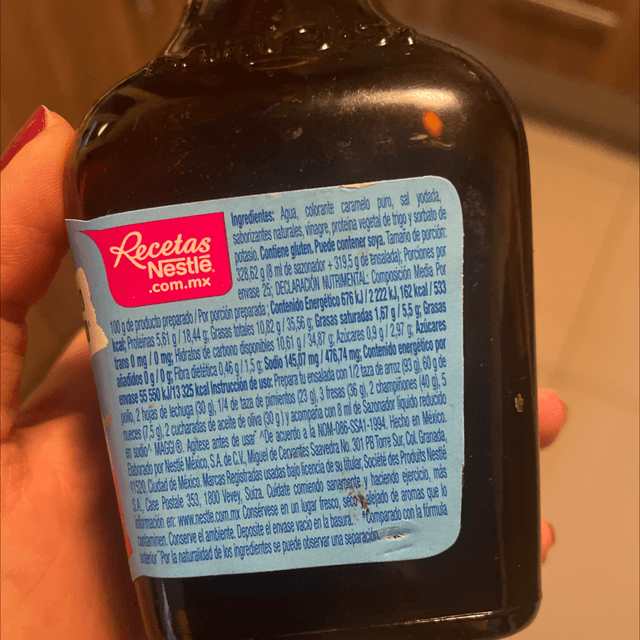 Recetas
Nestlé®
.com.mx
Ingredientes: Agua, colorante caramelo puro, sal yodada,
saborizantes naturales, vinagre, proteína vegetal de trigo y sorbato de
potasio. Contiene gluten. Puede contener soya. Tamaño de porción:
328,62 g (8 ml de sazonador + 319,5 g de ensalada); Porciones por
envase 25; DECLARACIÓN NUTRIMENTAL: Composición Media Por
100 g de producto preparado / Por porción preparada: Contenido Energético 676 kJ / 2 222 kJ, 162 kcal / 533
kcal; Proteínas 5,61 g / 18,44 g; Grasas totales 10,82 g / 35,56 g; Grasas saturadas 1,67 g / 5,5 g; Grasas
trans 0 mg / 0 mg; Hidratos de carbono disponibles 10,61 g / 34,87 g; Azúcares 0,9 g / 2,97 g; Azúcares
añadidos 0 g / 0 g; Fibra dietética 0,46 g / 1,5 g; Sodio 145,07 mg / 476,74 mg; Contenido energético por
envase 55 550 kJ/13 325 kcal Instrucción de uso: Prepara tu ensalada con 1/2 taza de arroz (93 g), 60 g de
pollo, 2 hojas de lechuga (30 g), 1/4 de taza de pimientos (23 g), 3 fresas (36 g), 2 champiñones (40 g), 5
nueces (7,5 g), 2 cucharadas de aceite de oliva (30 g) y acompaña con 8 ml de Sazonador líquido reducido
en sodio^ MAGGI®. Agítese antes de usar^ ^De acuerdo a la NOM-086-SSA1-1994. Hecho en México.
Elaborado por Nestlé México, S.A. de C.V., Miguel de Cervantes Saavedra No. 301 PB Torre Sur, Col. Granada,
11520, Ciudad de México. Marcas Registradas usadas bajo licencia de su titular, Société des Produits Nestlé
S.A., Case Postale 353, 1800 Vevey, Suiza. Cuídate comiendo sanamente y haciendo ejercicio, más
información en: www.nestle.com.mx Consérvese en un lugar fresco, seco alejado de aromas que lo
contaminen. Conserve el ambiente. Deposite el envase vacío en la basura. *Comparado con la fórmula
anterior^^Por la naturalidad de los ingredientes se puede observar una separación